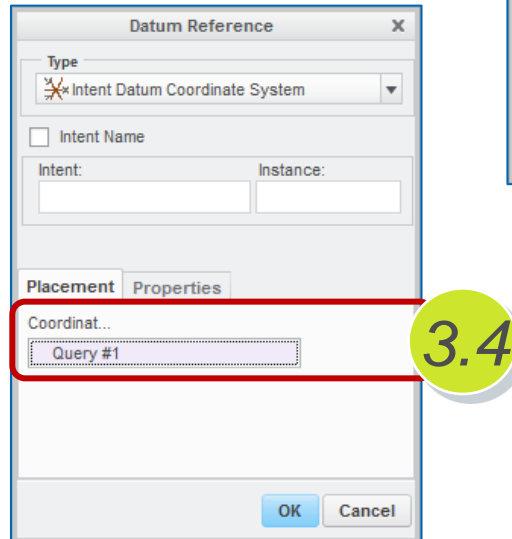 Datum Reference
x
Type
Intent Datum Coordinate System
Intent Name
Intent: Instance:
Placement Properties
Coordinat...
Query #1
3.4
OK Cancel